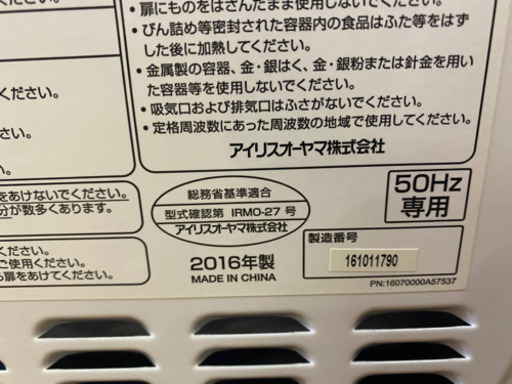 ・扉にものをはさんだまま使用しないでください。
・びん詰め等密封された容器内の食品はふた等をはずした後に加熱してください。
・金属製の容器、金・銀はく、金・銀粉または針金を用いた容器等を使用しないでください。
・吸気口および排気口はふさがないでください。
・定格周波数にあった周波数の地域で使用してください。
アイリスオーヤマ株式会社
ください。
い。
をあけないでください。
分が数多くあります。
ください。
ご使用ください。
ら扉をあけてください。
総務省基準適合
型式確認第 IRMO-27 号
アイリスオーヤマ株式会社
2016年製
MADE IN CHINA
50Hz
専用
製造番号
161011790
PN:16070000A57537